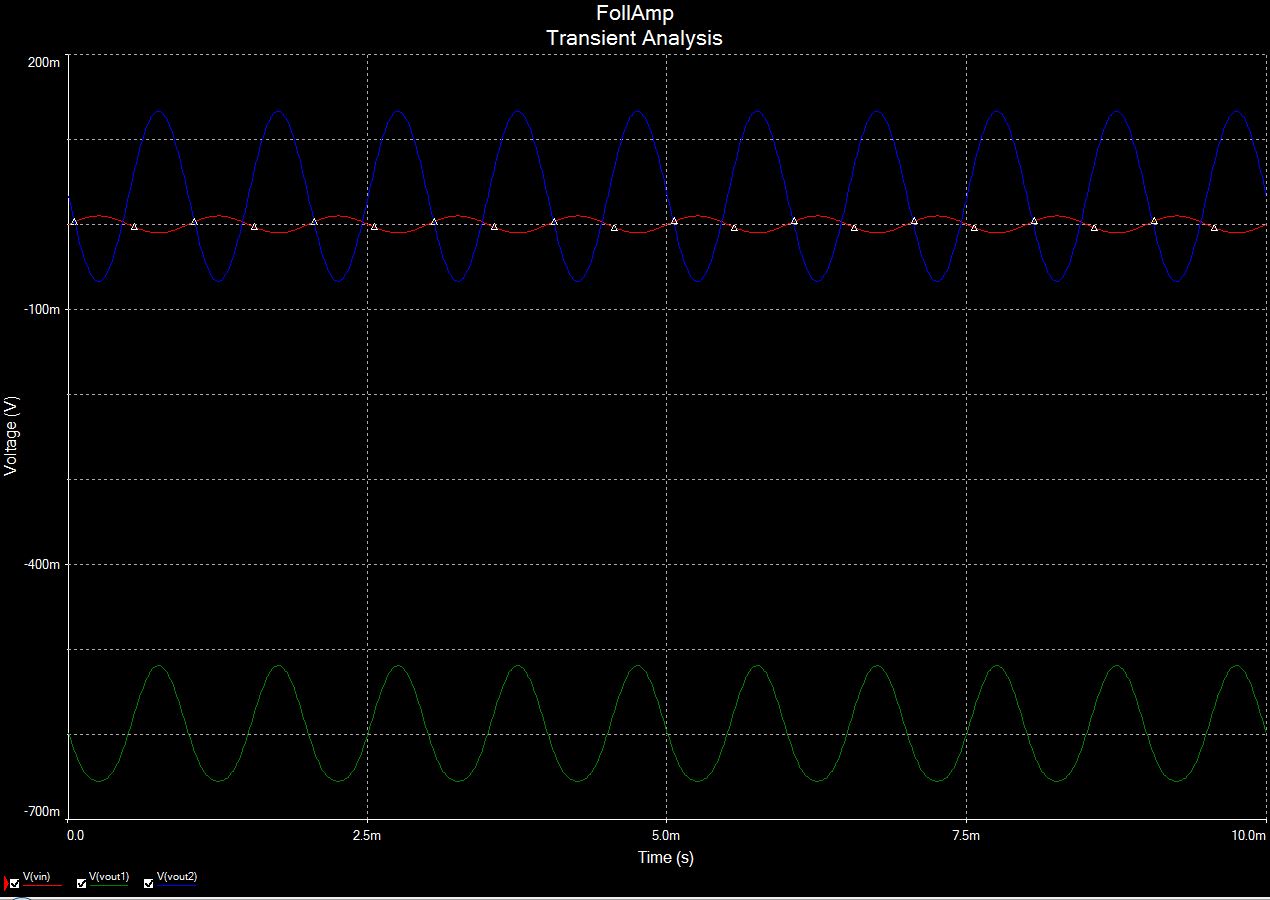 FollAmp
Transient Analysis
200m
-100m
-400m
-700m
Voltage (V)
0.0
2.5m
5.0m
7.5m
10.0m
Time (s)
V(vin)
V(vout1)
V(vout2)